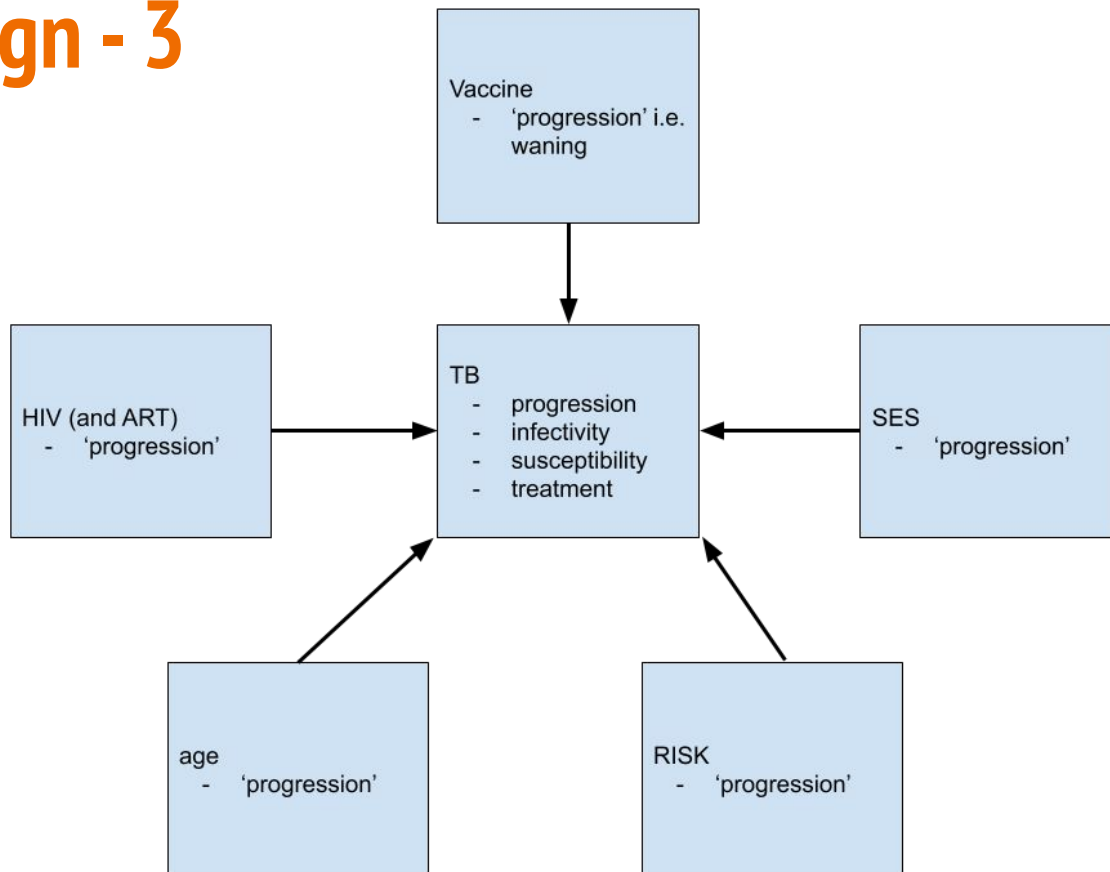 gn - 3
Vaccine
- ‘progression’ i.e.
waning
HIV (and ART)
- ‘progression’
TB
- progression
- infectivity
- susceptibility
- treatment
SES
- ‘progression’
age
- ‘progression’
RISK
- ‘progression’